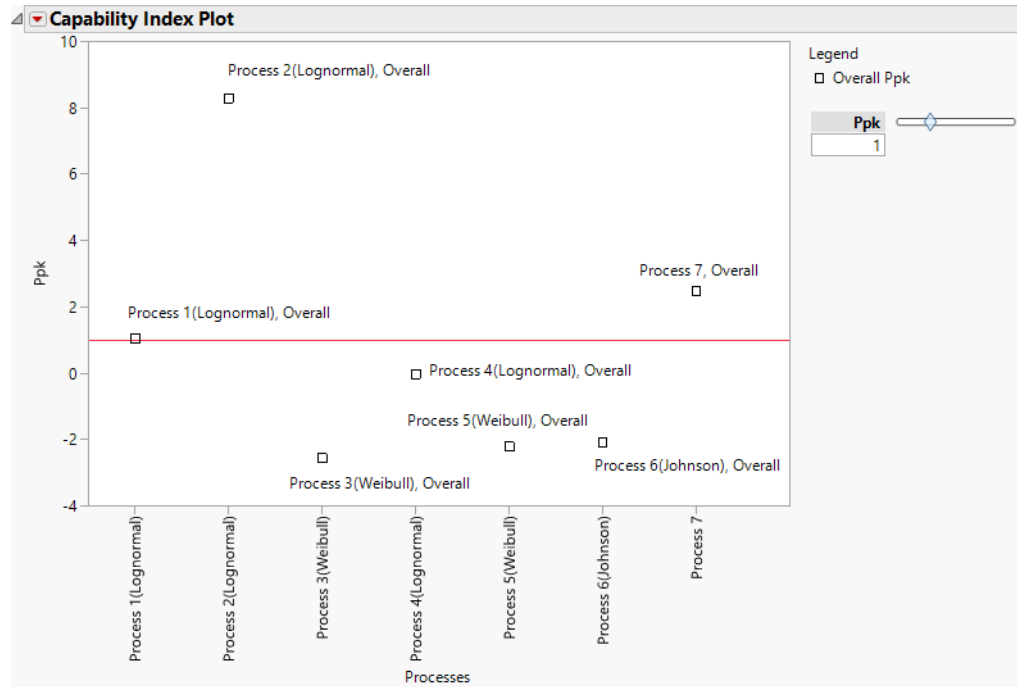 Capability Index Plot
10
8
6
4
2
0
-2
-4
Ppk
Process 2(Lognormal), Overall
Process 7, Overall
Process 1(Lognormal), Overall
Process 4(Lognormal), Overall
Process 5(Weibull), Overall
Process 6(Johnson), Overall
Process 3(Weibull), Overall
Process 1(Lognormal)
Process 2(Lognormal)
Process 3(Weibull)
Process 4(Lognormal)
Process 5(Weibull)
Process 6(Johnson)
Process 7
Processes
Legend
Overall Ppk
Ppk
1